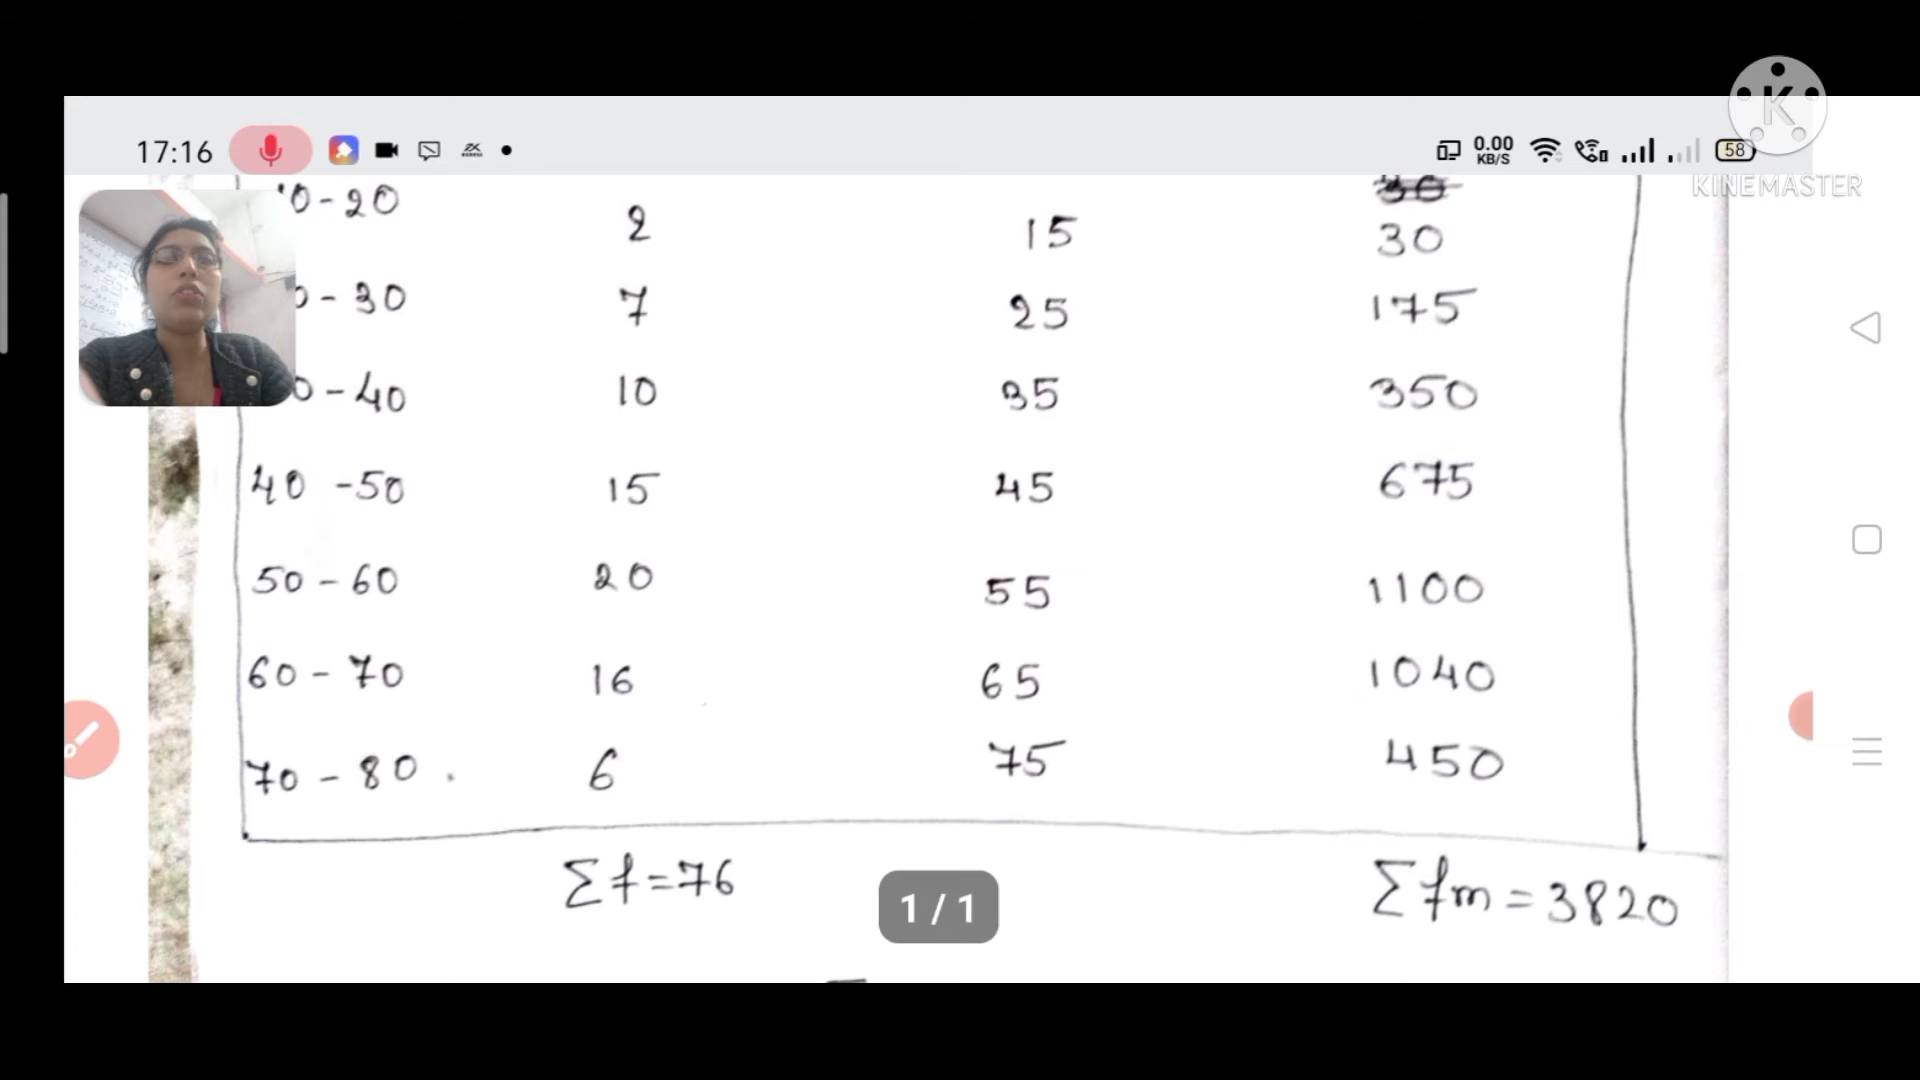 17:16 0.00 KB/S 58
K
KINEMASTER
0-20 2 15 30
0-30 7 25 175
0-40 10 35 350
40-50 15 45 675
50-60 20 55 1100
60-70 16 65 1040
70-80. 6 75 450
Σf=76 Σfm=3820
1/1